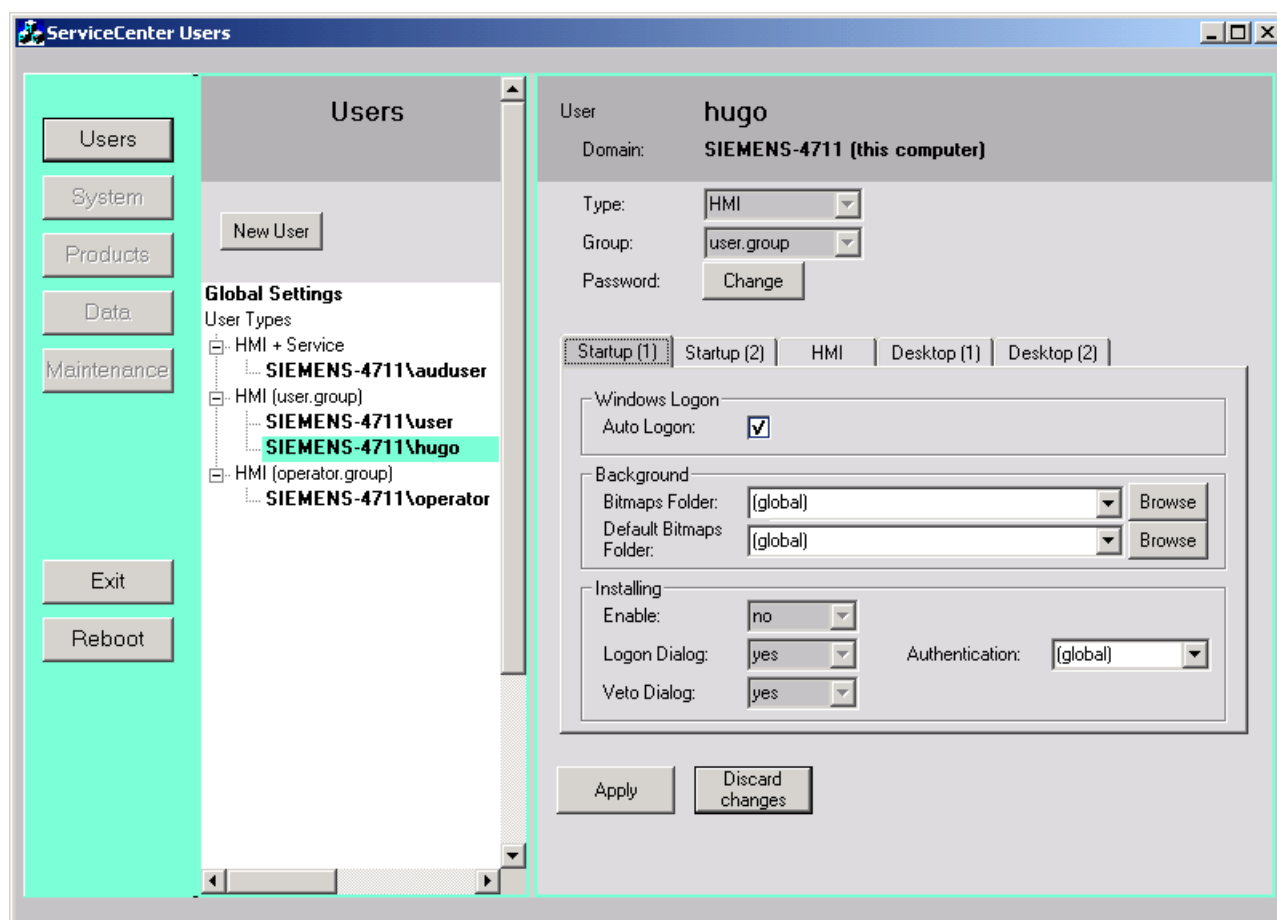 ServiceCenter Users
Users
System
Products
Data
Maintenance
Exit
Reboot
Users
New User
Global Settings
User Types
HMI + Service
SIEMENS-4711\auduser
HMI (user.group)
SIEMENS-4711\user
SIEMENS-4711\hugo
HMI (operator.group)
SIEMENS-4711\operator
User hugo
Domain: SIEMENS-4711 (this computer)
Type: HMI
Group: user.group
Password: Change
Startup (1) Startup (2) HMI Desktop (1) Desktop (2)
Windows Logon
Auto Logon:
Background
Bitmaps Folder: (global) Browse
Default Bitmaps
Folder: (global) Browse
Installing
Enable: no
Logon Dialog: yes Authentication: (global)
Veto Dialog: yes
Apply
Discard
changes